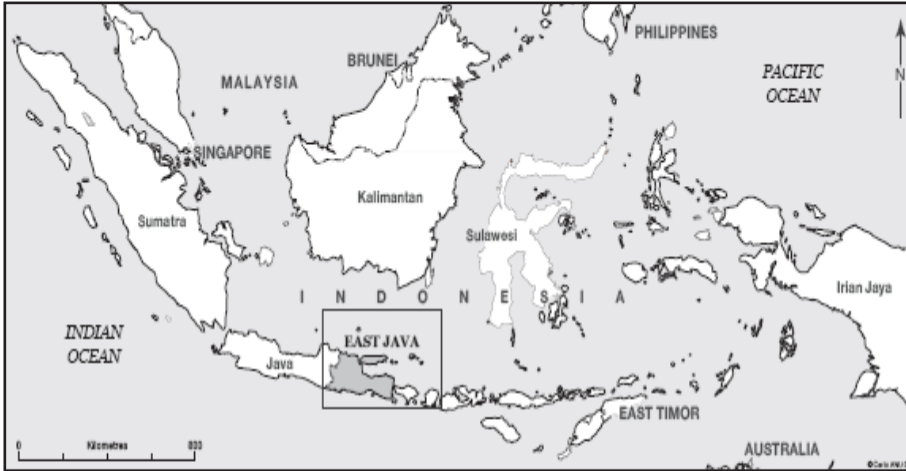 PHILIPPINES
BRUNEI
MALAYSIA
PACIFIC
OCEAN
N
SINGAPORE
Kalimantan
Sumatra
Sulawesi
INDONESIA
Irian Jaya
INDIAN
OCEAN
EAST JAVA
Java
EAST TIMOR
0 Kilometres 800
AUSTRALIA